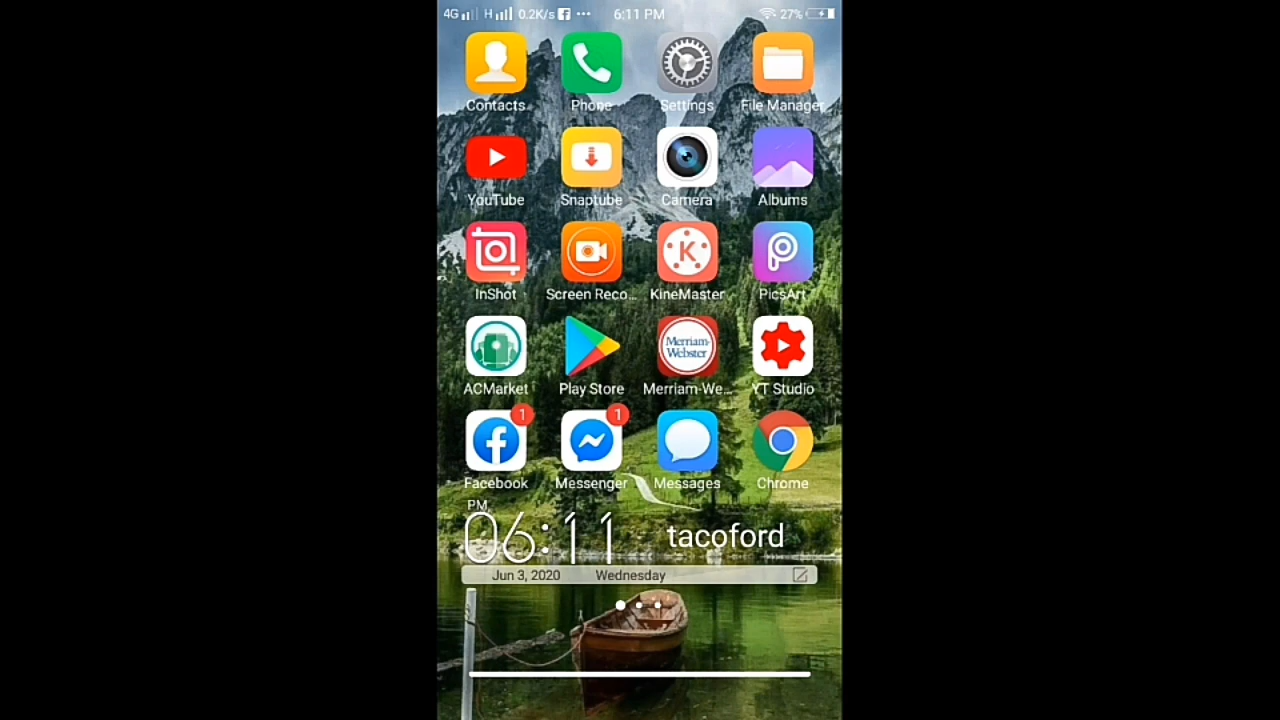 4G H 0.2K/s 6:11 PM 27%
Contacts Phone Settings File Manager
YouTube Snaptube Camera Albums
InShot Screen Reco... KineMaster PicsArt
Merriam-
Webster
ACMarket Play Store Merriam-We... YT Studio
1 1
Facebook Messenger Messages Chrome
PM
06:11 tacoford
Jun 3, 2020 Wednesday